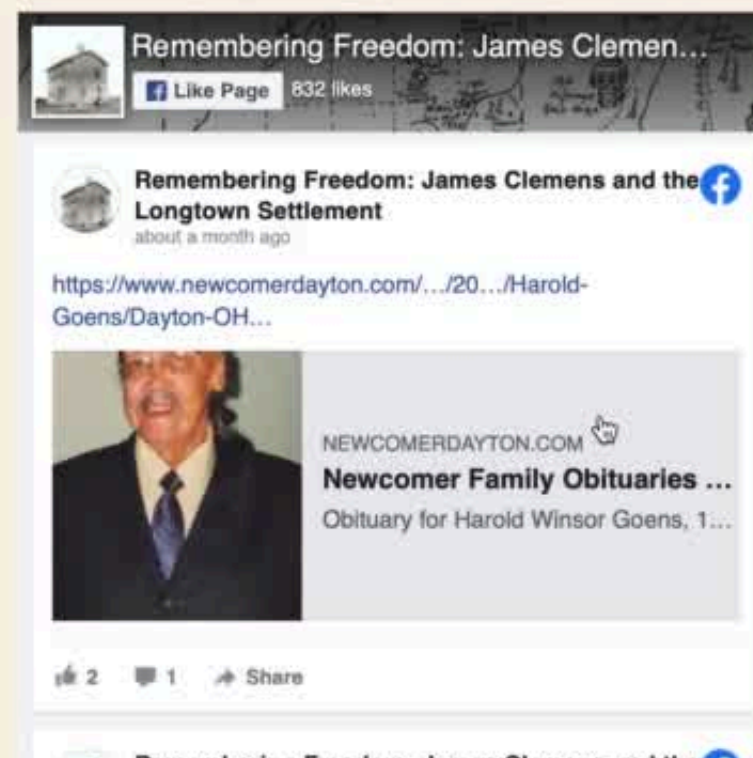 Remembering Freedom: James Clemen...
Like Page 832 likes
Remembering Freedom: James Clemens and the
Longtown Settlement
about a month ago
https://www.newcomerdayton.com/.../20.../Harold-
Goens/Dayton-OH...
NEWCOMERDAYTON.COM
Newcomer Family Obituaries ...
Obituary for Harold Winsor Goens, 1...
2 1 Share